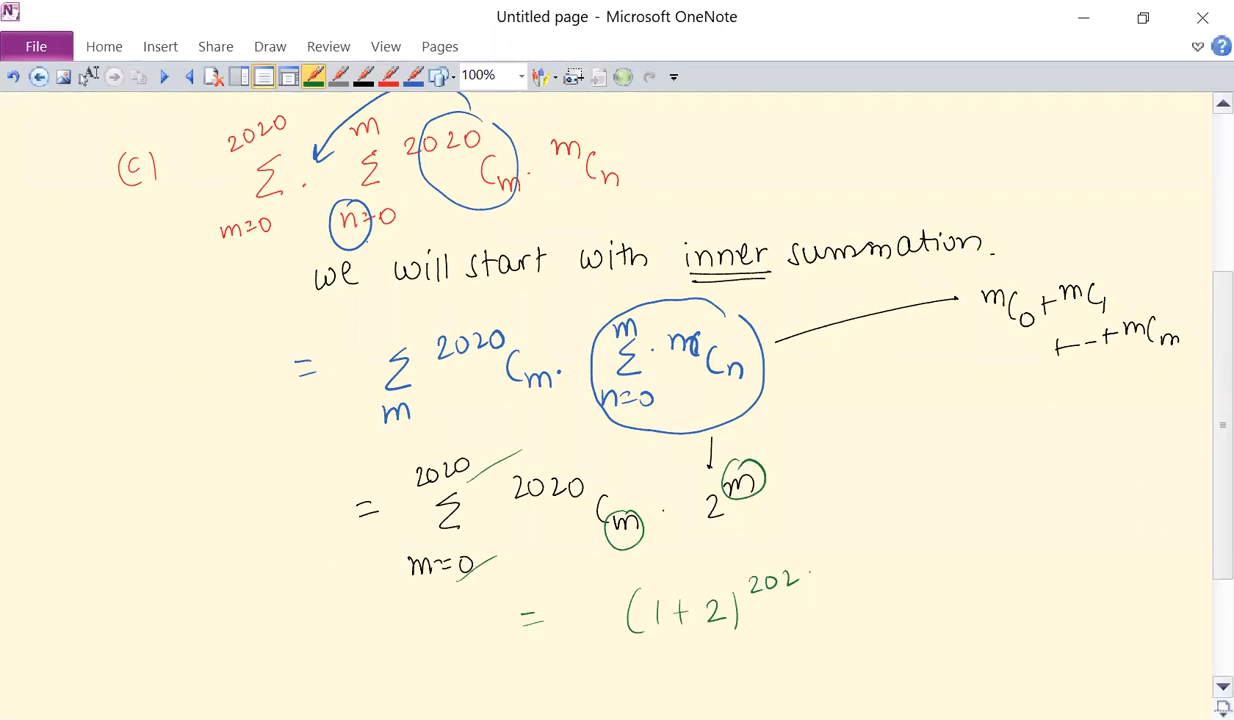 Untitled page - Microsoft OneNote
File Home Insert Share Draw Review View Pages
100%
(c) 2020 Σ m=0 . m Σ n=0 2020Cm . mCn
we will start with inner summation.
= Σ m 2020Cm . m Σ n=0 . mCn
mC0 + mC1
+ - + mCm
= 2020 Σ m=0 2020Cm . 2^m
= (1+2)^202